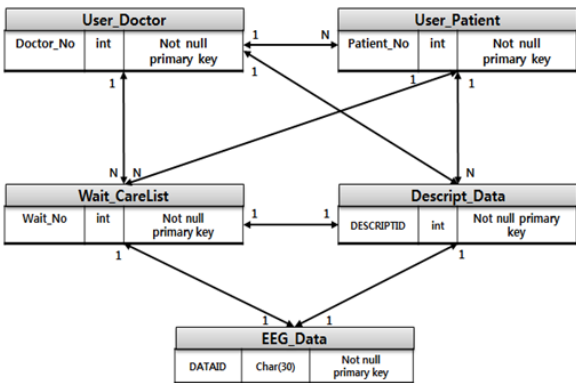 User_Doctor
Doctor_No int Not null
primary key
User_Patient
Patient_No int Not null
primary key
1 N
1 1 1 1
N N N
Wait_CareList
Wait_No int Not null
primary key
Descript_Data
DESCRIPTID int Not null primary
key
1 1
1 1
1 1
EEG_Data
DATAID Char(30) Not null
primary key